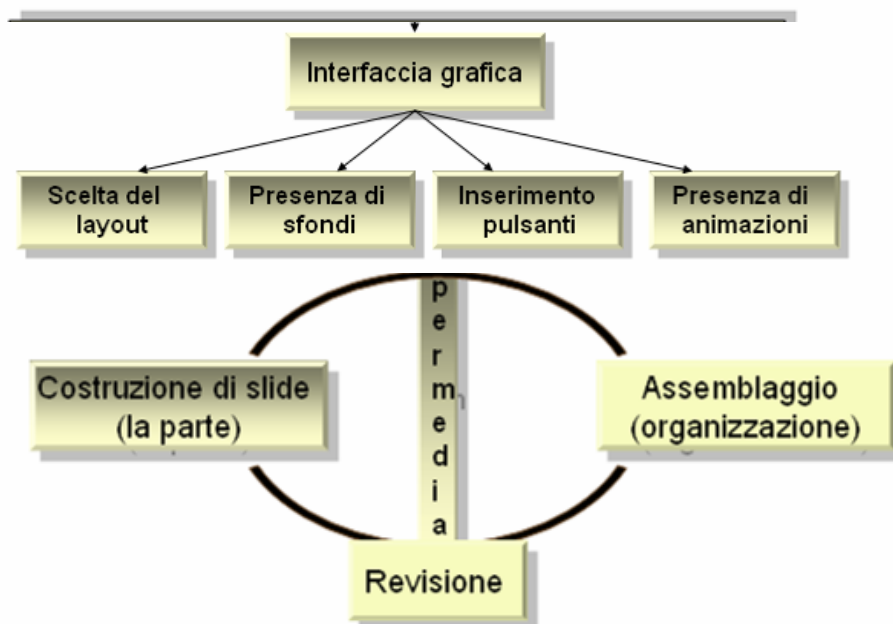 Interfaccia grafica
Scelta del
layout
Presenza di
sfondi
Inserimento
pulsanti
Presenza di
animazioni
p
e
r
m
e
d
i
a
Costruzione di slide
(la parte)
Assemblaggio
(organizzazione)
Revisione